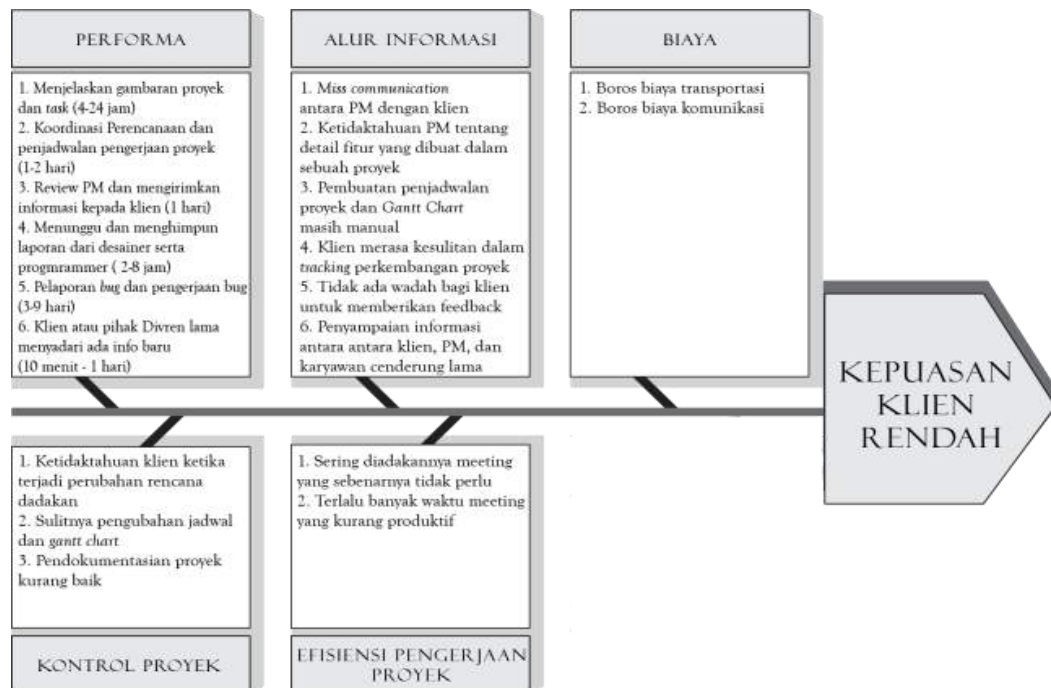 PERFORMA
1. Menjelaskan gambaran proyek
dan task (4-24 jam)
2. Koordinasi Perencanaan dan
penjadwalan pengerjaan proyek
(1-2 hari)
3. Review PM dan mengirimkan
informasi kepada klien (1 hari)
4. Menunggu dan menghimpun
laporan dari desainer serta
progmrammer ( 2-8 jam)
5. Pelaporan bug dan pengerjaan bug
(3-9 hari)
6. Klien atau pihak Divren lama
menyadari ada info baru
(10 menit - 1 hari)
ALUR INFORMASI
1. Miss communication
antara PM dengan klien
2. Ketidaktahuan PM tentang
detail fitur yang dibuat dalam
sebuah proyek
3. Pembuatan penjadwalan
proyek dan Gantt Chart
masih manual
4. Klien merasa kesulitan dalam
tracking perkembangan proyek
5. Tidak ada wadah bagi klien
untuk memberikan feedback
6. Penyampaian informasi
antara antara klien, PM, dan
karyawan cenderung lama
BIAYA
1. Boros biaya transportasi
2. Boros biaya komunikasi
KEPUASAN
KLIEN
RENDAH
1. Ketidaktahuan klien ketika
terjadi perubahan rencana
dadakan
2. Sulitnya pengubahan jadwal
dan gantt chart
3. Pendokumentasian proyek
kurang baik
KONTROL PROYEK
1. Sering diadakannya meeting
yang sebenarnya tidak perlu
2. Terlalu banyak waktu meeting
yang kurang produktif
EFISIENSI PENGERJAAN
PROYEK